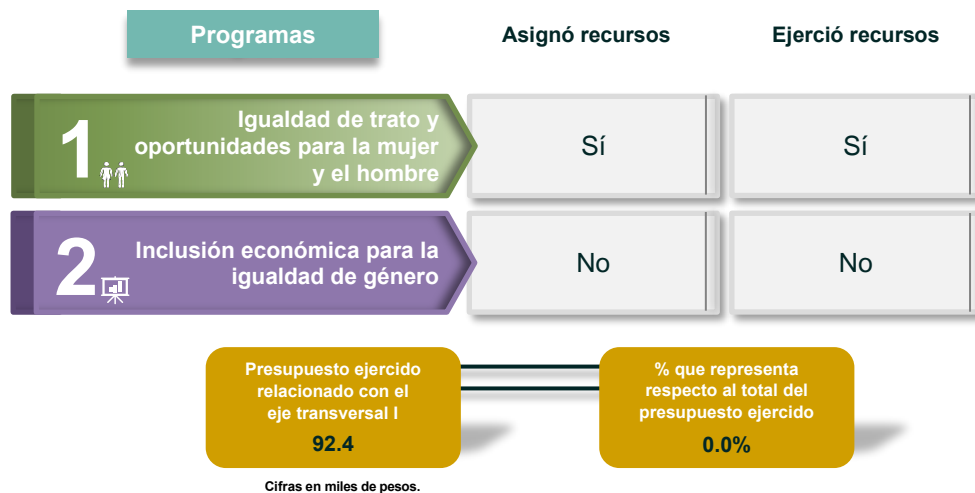 Programas
Asignó recursos
Ejerció recursos
1
Igualdad de trato y
oportunidades para la mujer
y el hombre
Sí
Sí
2
Inclusión económica para la
igualdad de género
No
No
Presupuesto ejercido
relacionado con el
eje transversal I
92.4
% que representa
respecto al total del
presupuesto ejercido
0.0%
Cifras en miles de pesos.